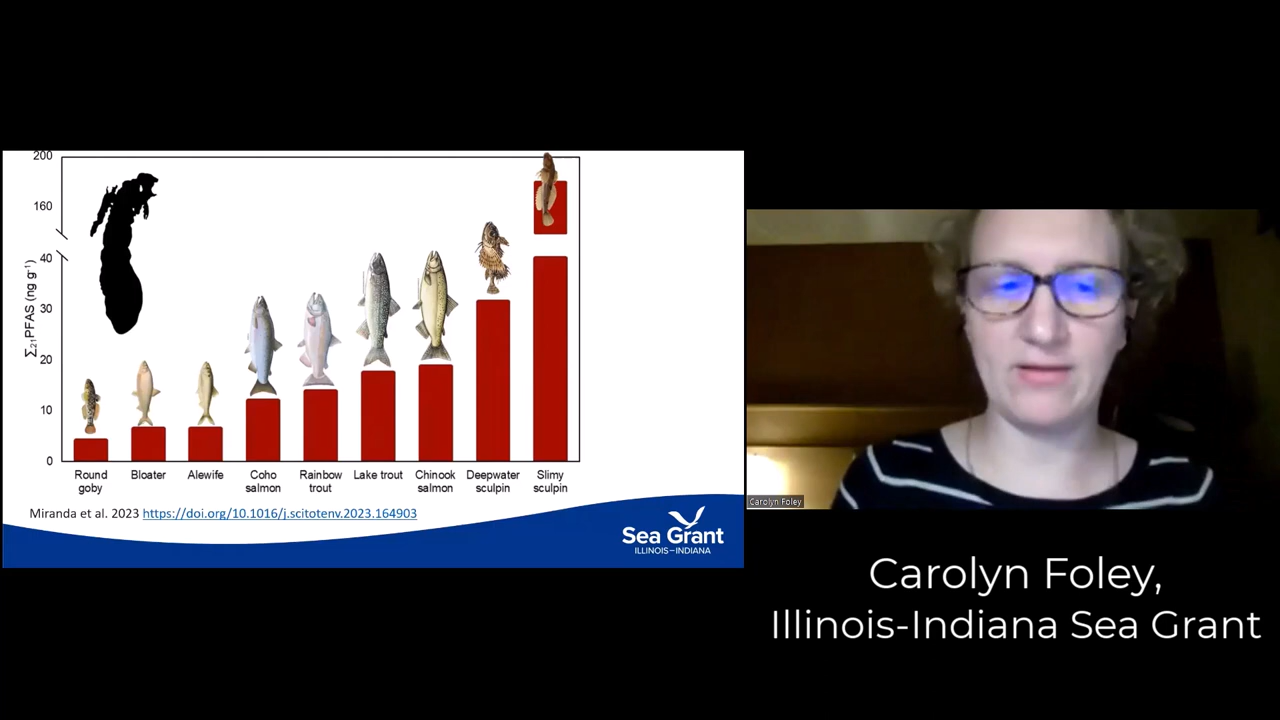 200
160
40
30
20
10
0
Σ21PFAS (ng g-1)
Round goby
Bloater
Alewife
Coho salmon
Rainbow trout
Lake trout
Chinook salmon
Deepwater sculpin
Slimy sculpin
Miranda et al. 2023 https://doi.org/10.1016/j.scitotenv.2023.164903
Sea Grant
ILLINOIS–INDIANA
Carolyn Foley
Carolyn Foley,
Illinois-Indiana Sea Grant